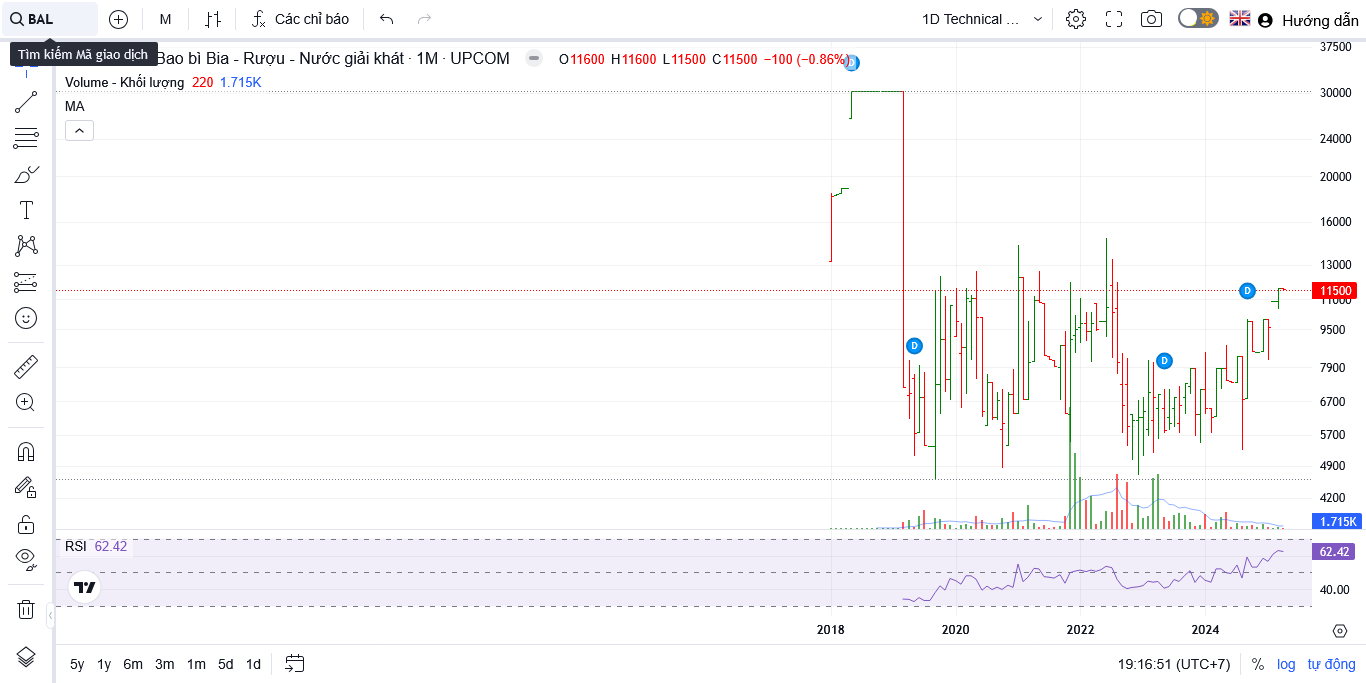 BAL
M
Các chỉ báo
1D Technical ...
Hướng dẫn
Tìm kiếm Mã giao dịch
Bao bì Bia - Rượu - Nước giải khát · 1M · UPCOM
O11600 H11600 L11500 C11500 −100 (−0.86%)
Volume - Khối lượng 220 1.715K
MA
37500
30000
24000
20000
16000
13000
11500
11000
9500
7900
6700
5700
4900
4200
1.715K
D
D
D
RSI 62.42
62.42
40.00
2018 2020 2022 2024
5y 1y 6m 3m 1m 5d 1d
19:16:51 (UTC+7) % log tự động